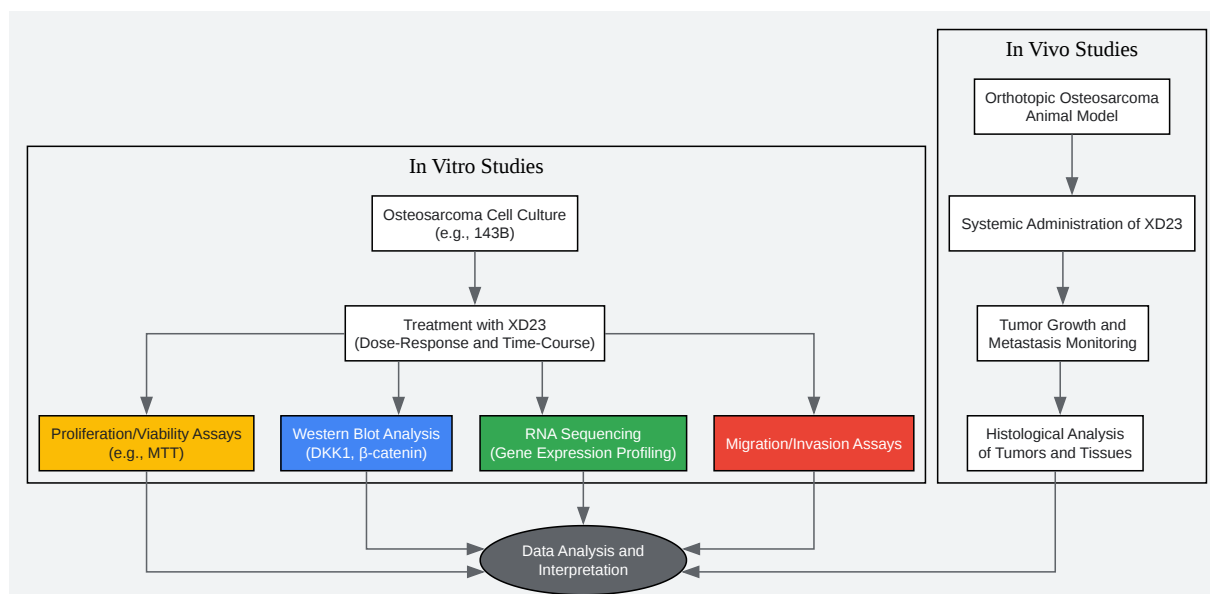 In Vitro Studies
Osteosarcoma Cell Culture
(e.g., 143B)
Treatment with XD23
(Dose-Response and Time-Course)
Proliferation/Viability Assays
(e.g., MTT)
Western Blot Analysis
(DKK1, β-catenin)
RNA Sequencing
(Gene Expression Profiling)
Migration/Invasion Assays
In Vivo Studies
Orthotopic Osteosarcoma
Animal Model
Systemic Administration of XD23
Tumor Growth and
Metastasis Monitoring
Histological Analysis
of Tumors and Tissues
Data Analysis and
Interpretation